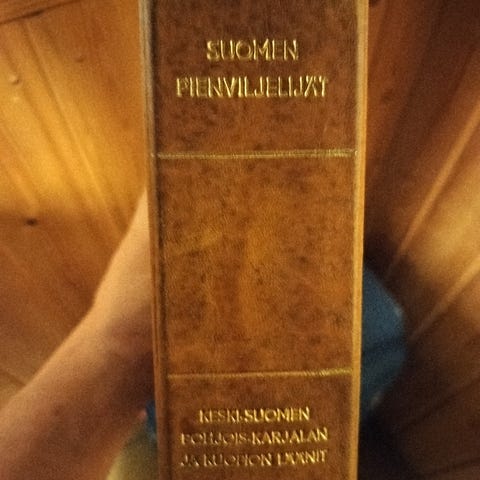 SUOMEN
PIENVILJELIJÄT
KESKI-SUOMEN
POHJOIS-KARJALAN
JA KUOPION LÄÄNIT